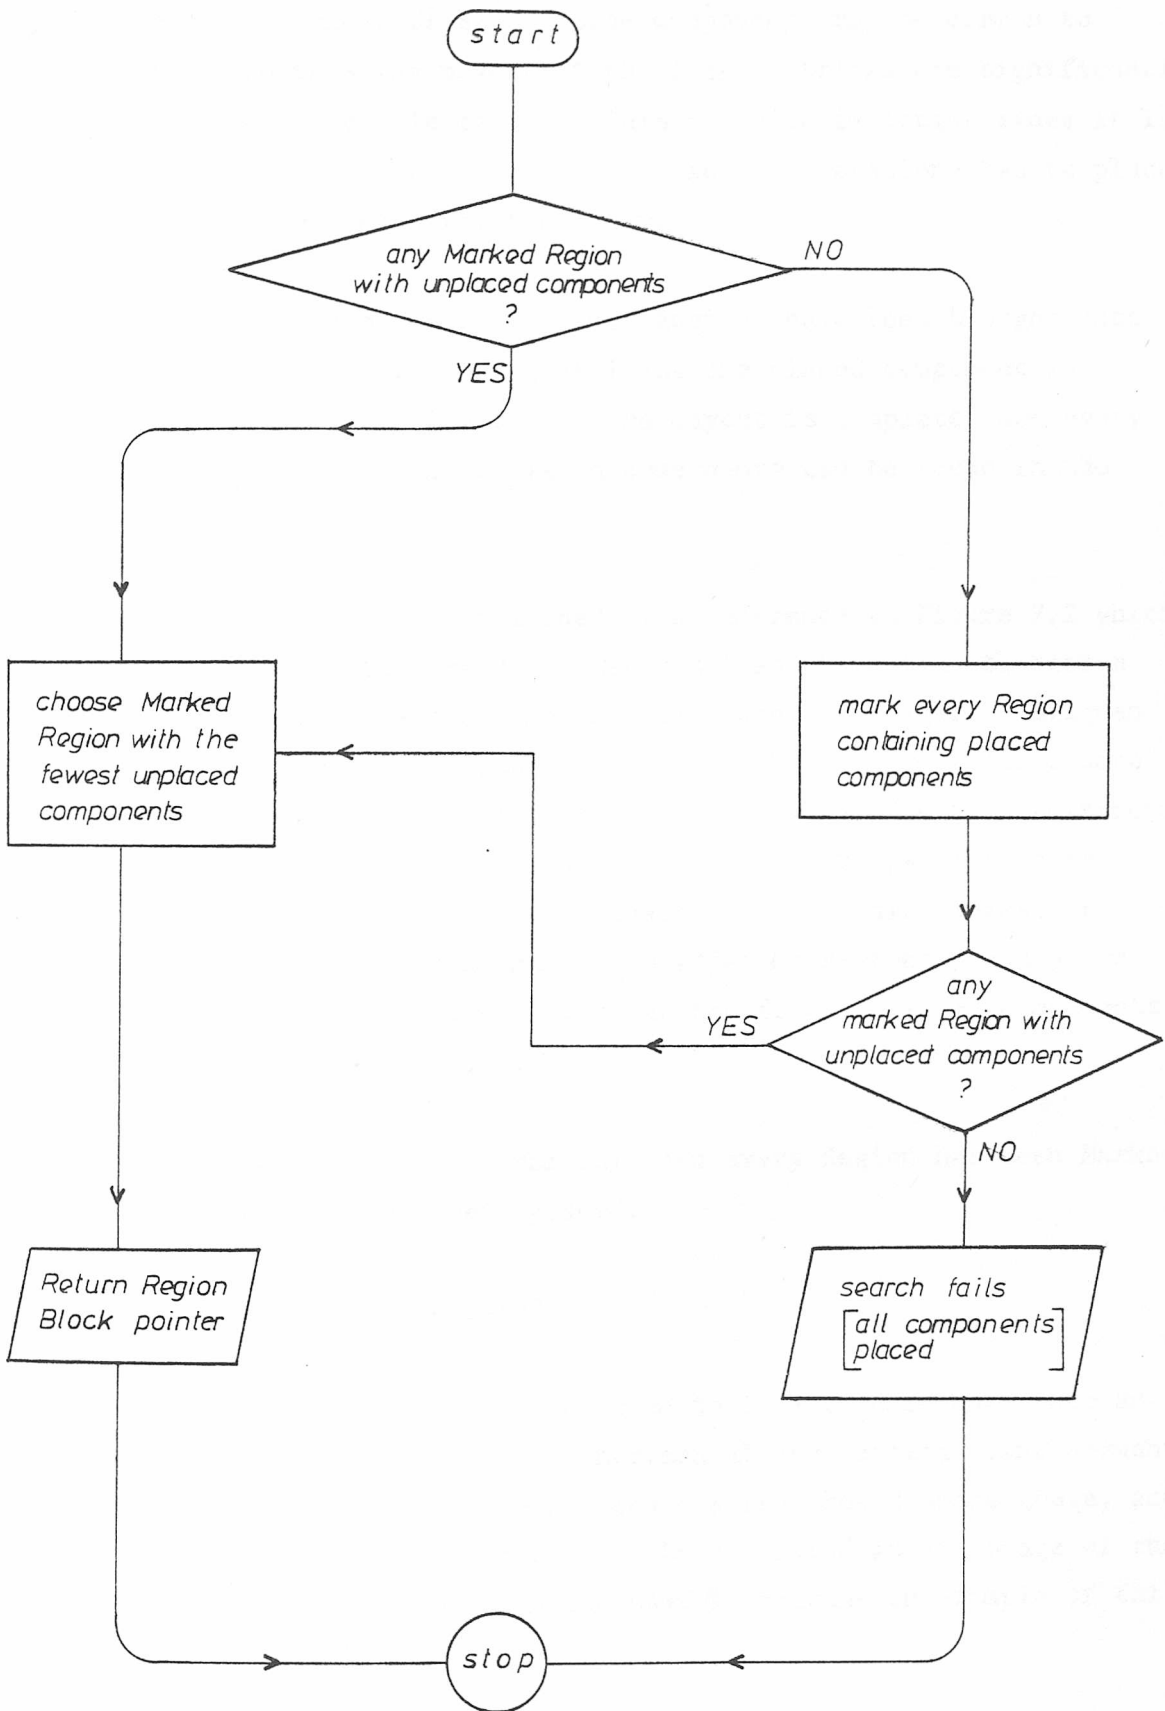 start
any Marked Region
with unplaced components
?
NO
YES
choose Marked
Region with the
fewest unplaced
components
mark every Region
containing placed
components
any
marked Region with
unplaced components
?
YES
NO
Return Region
Block pointer
search fails
[all components
placed]
stop